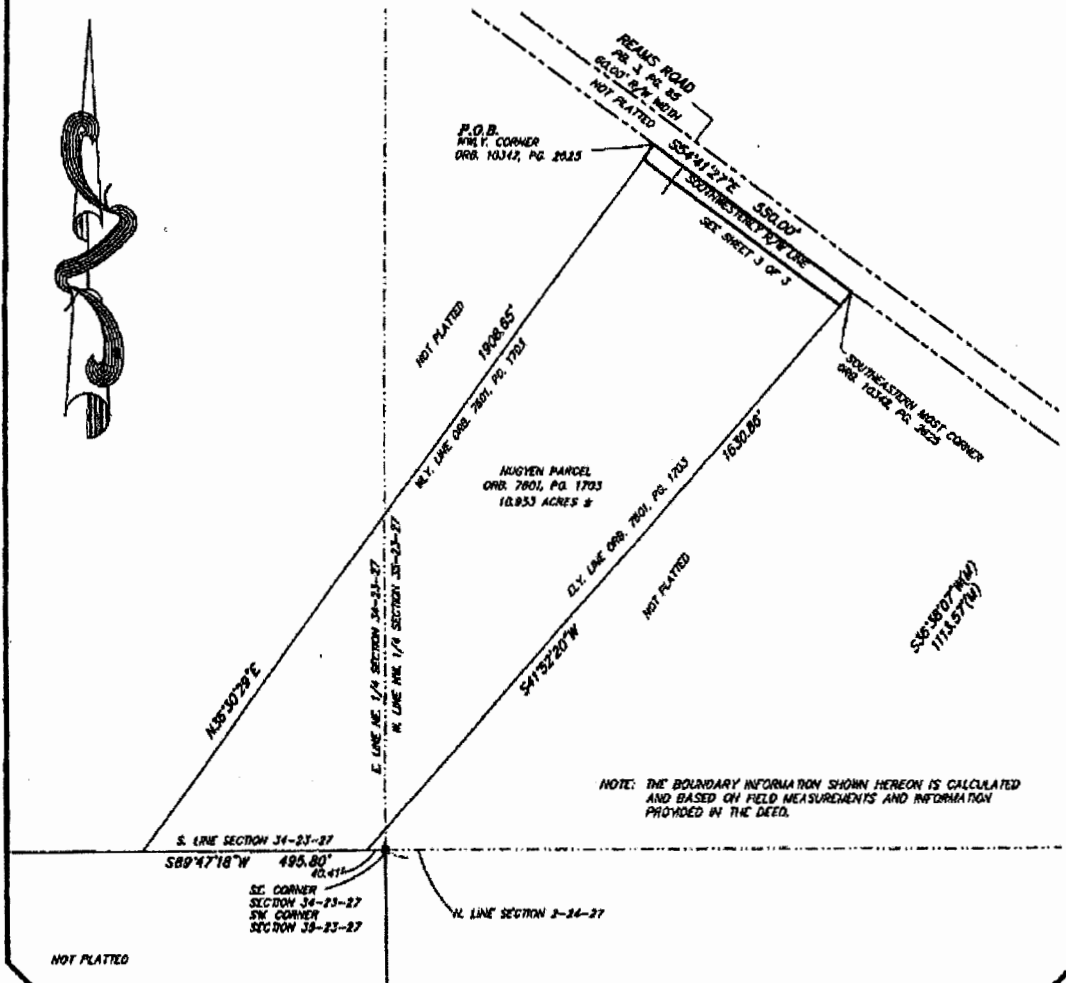 REAMS ROAD
PB. 3, PG. 85
60.00' R/W WIDTH
NOT PLATTED
P.O.B.
NW.Y. CORNER
ORB. 10342, PG. 2625
S54°41'27"E 550.00'
SOUTHWESTERLY R/W LINE
SEE SHEET 3 OF 3
NOT PLATTED
1908.65'
WLY. LINE ORB. 7601, PG. 1703
SOUTHEASTERN MOST CORNER
ORB. 10342, PG. 2625
NUGYEN PARCEL
ORB. 7601, PG. 1703
ACRES ±
1630.86'
ELY. LINE ORB. 7601, PG. 1703
NOT PLATTED
S41°52'20"W
S36°38'07"W(M)
1113.57'(M)
N36°30'29"E
E. LINE NE. 1/4 SECTION 34-23-27
W. LINE NW. 1/4 SECTION 35-23-27
NOTE: THE BOUNDARY INFORMATION SHOWN HEREON IS CALCULATED
AND BASED ON FIELD MEASUREMENTS AND INFORMATION
PROVIDED IN THE DEED.
S. LINE SECTION 34-23-27
S89°47'18"W 495.80'
40.41'
SE. CORNER
SECTION 34-23-27
SW. CORNER
SECTION 35-23-27
N. LINE SECTION 2-24-27
NOT PLATTED